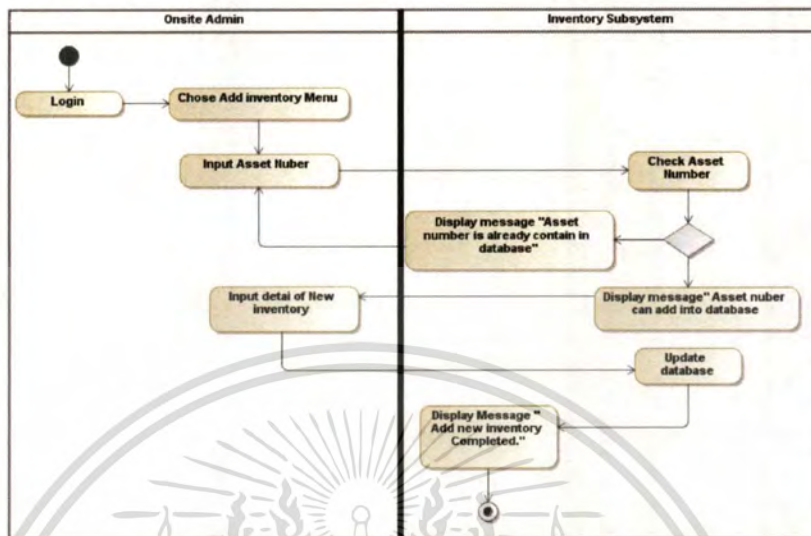 Onsite Admin
Inventory Subsystem
Login
Chose Add inventory Menu
Input Asset Nuber
Check Asset
Number
Display message "Asset
number is already contain in
database"
Input detai of New
inventory
Display message" Asset nuber
can add into database
Update
database
Display Message "
Add new inventory
Completed."